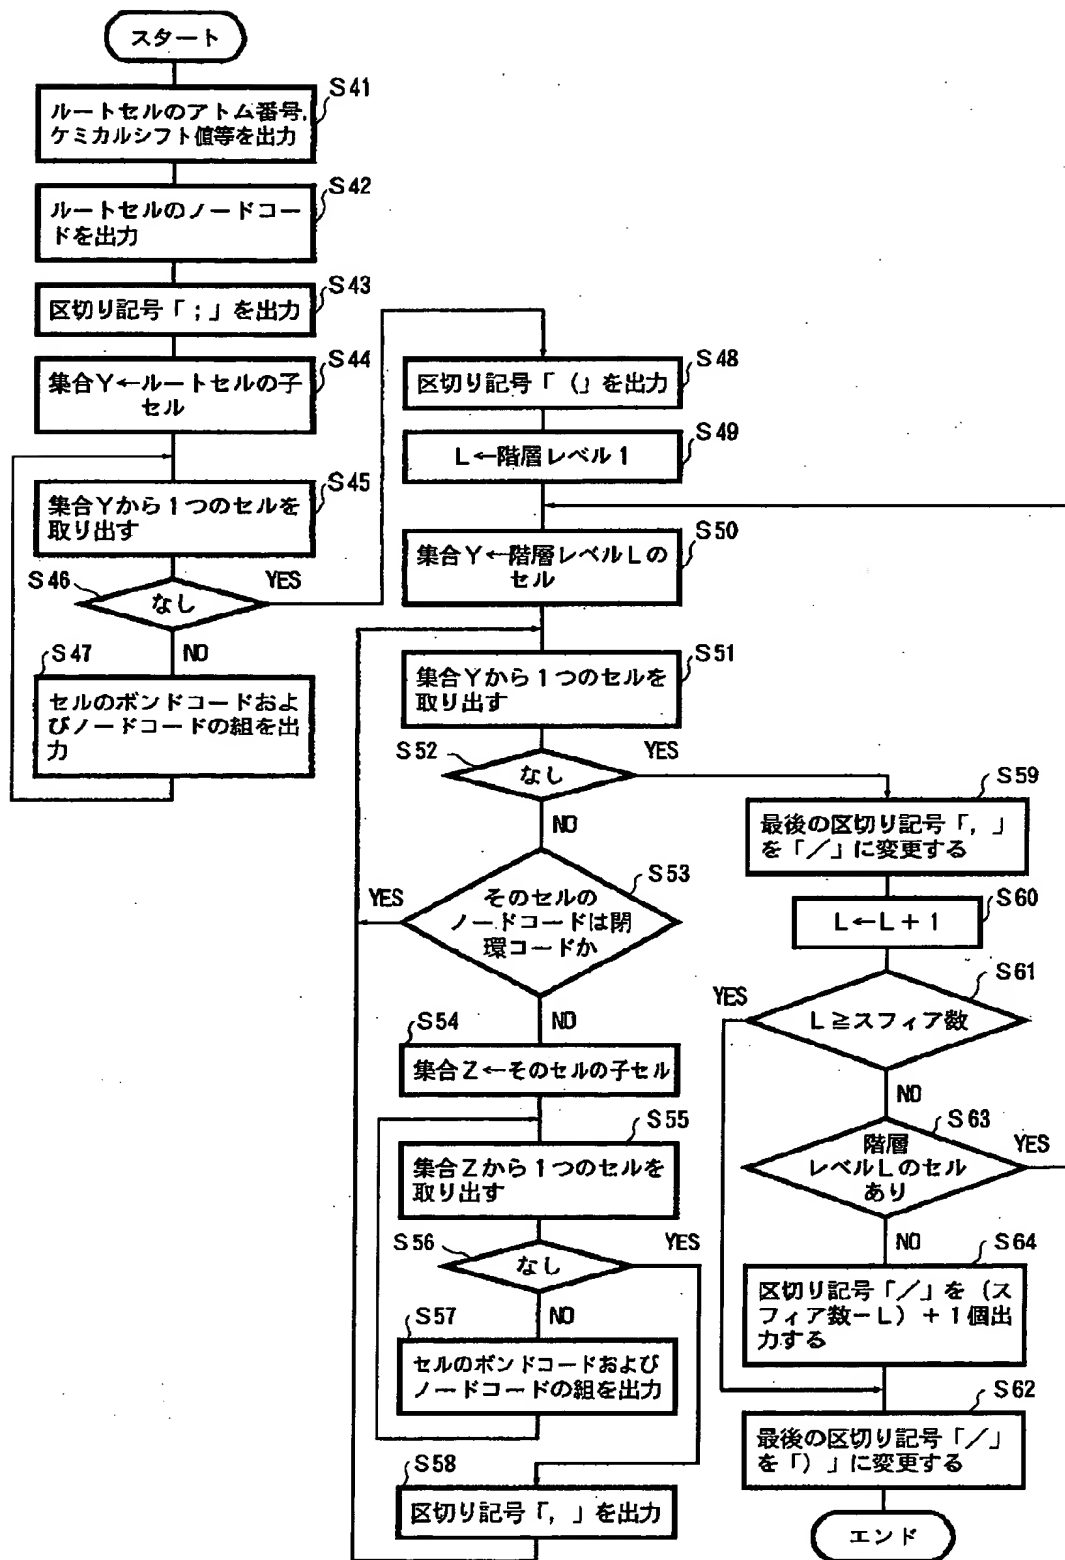 スタート
S41
ルートセルのアトム番号,
ケミカルシフト値等を出力
S42
ルートセルのノードコー
ドを出力
S43
区切り記号「;」を出力
S44
集合Y←ルートセルの子
セル
S45
集合Yから1つのセルを
取り出す
S46
なし
YES
NO
S47
セルのボンドコードおよ
びノードコードの組を出
力
S48
区切り記号「(」を出力
S49
L←階層レベル1
S50
集合Y←階層レベルLの
セル
S51
集合Yから1つのセルを
取り出す
S52
なし
YES
NO
S53
そのセルの
ノードコードは閉
環コードか
YES
NO
S54
集合Z←そのセルの子セル
S55
集合Zから1つのセルを
取り出す
S56
なし
YES
NO
S57
セルのボンドコードおよび
ノードコードの組を出力
S58
区切り記号「,」を出力
S59
最後の区切り記号「,」
を「/」に変更する
S60
L←L+1
S61
L≧スフィア数
YES
NO
S63
階層
レベルLのセル
あり
YES
NO
S64
区切り記号「/」を(ス
フィア数-L)+1個出
力する
S62
最後の区切り記号「/」
を「)」に変更する
エンド